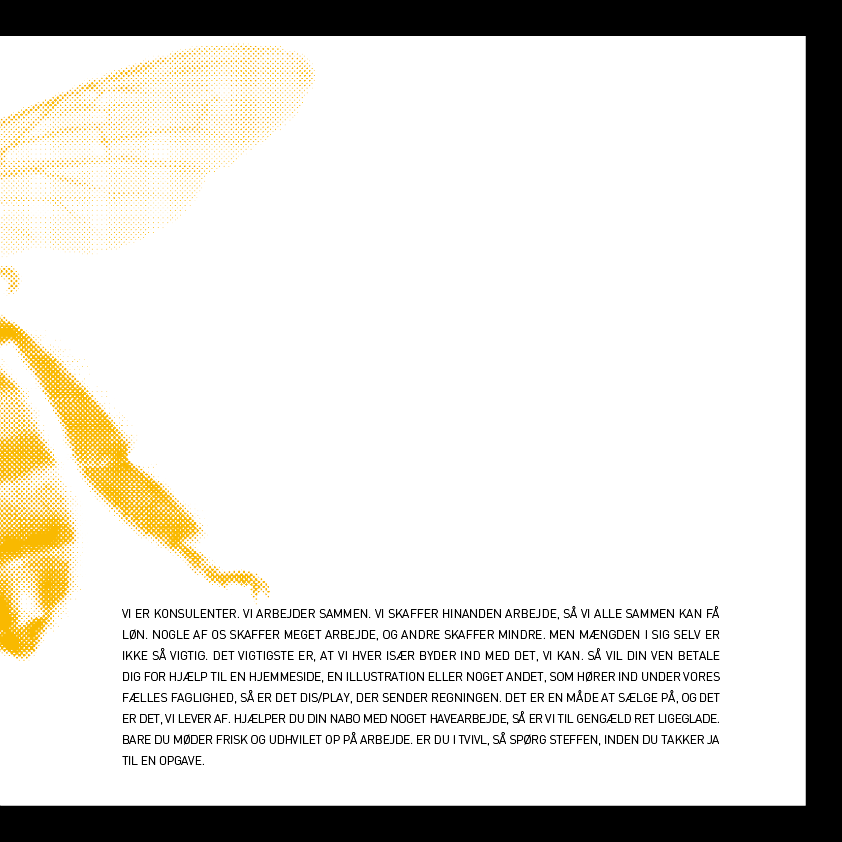 VI ER KONSULENTER. VI ARBEJDER SAMMEN. VI SKAFFER HINANDEN ARBEJDE, SÅ VI ALLE SAMMEN KAN FÅ
LØN. NOGLE AF OS SKAFFER MEGET ARBEJDE, OG ANDRE SKAFFER MINDRE. MEN MÆNGDEN I SIG SELV ER
IKKE SÅ VIGTIG. DET VIGTIGSTE ER, AT VI HVER ISÆR BYDER IND MED DET, VI KAN. SÅ VIL DIN VEN BETALE
DIG FOR HJÆLP TIL EN HJEMMESIDE, EN ILLUSTRATION ELLER NOGET ANDET, SOM HØRER IND UNDER VORES
FÆLLES FAGLIGHED, SÅ ER DET DIS/PLAY, DER SENDER REGNINGEN. DET ER EN MÅDE AT SÆLGE PÅ, OG DET
ER DET, VI LEVER AF. HJÆLPER DU DIN NABO MED NOGET HAVEARBEJDE, SÅ ER VI TIL GENGÆLD RET LIGEGLADE.
BARE DU MØDER FRISK OG UDHVILET OP PÅ ARBEJDE. ER DU I TVIVL, SÅ SPØRG STEFFEN, INDEN DU TAKKER JA
TIL EN OPGAVE.